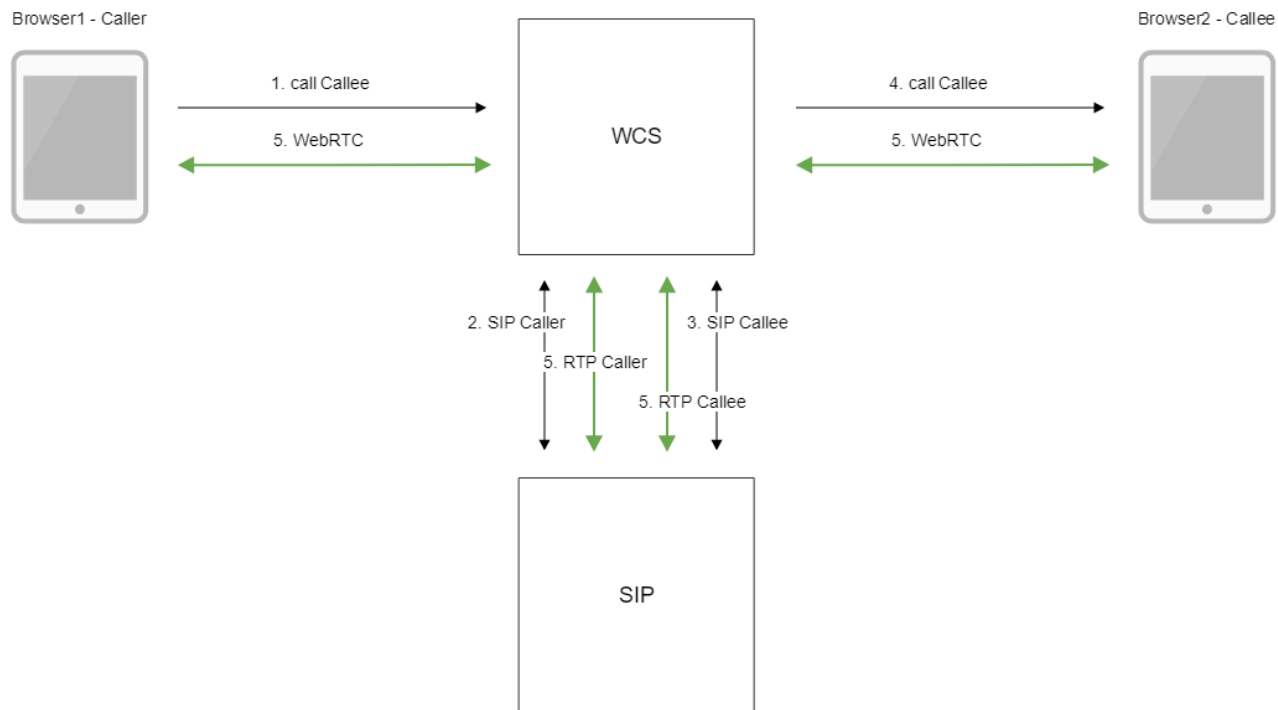 Browser1 - Caller
Browser2 - Callee
1. call Callee
4. call Callee
5. WebRTC
WCS
5. WebRTC
2. SIP Caller
3. SIP Callee
5. RTP Caller
5. RTP Callee
SIP